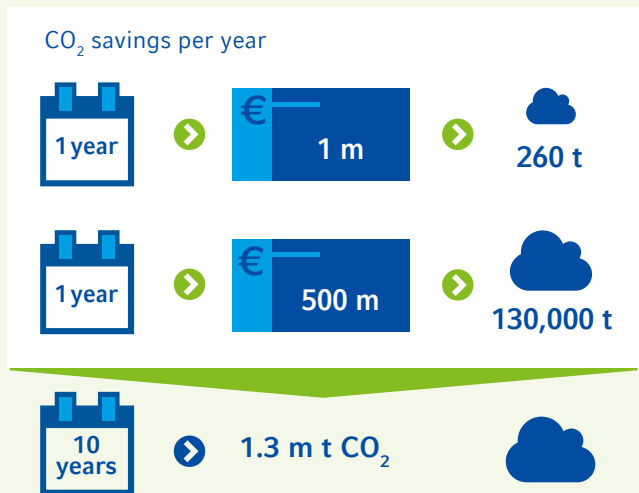 CO₂ savings per year
1 year
€
1 m
260 t
1 year
€
500 m
130,000 t
10
years
1.3 m t CO₂